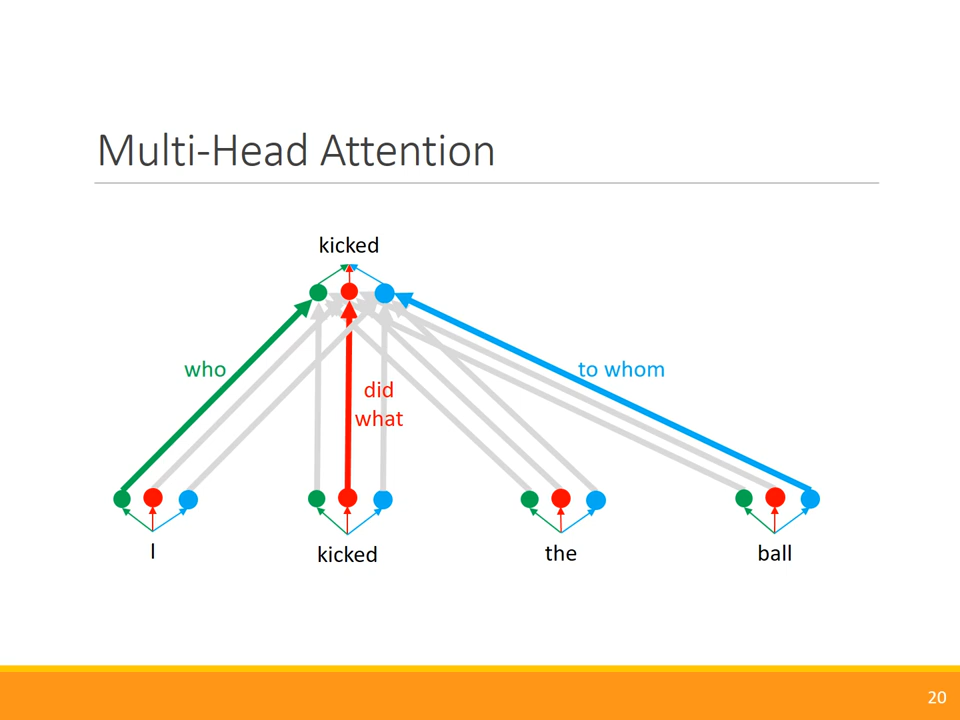 Multi-Head Attention
kicked
who
to whom
did
what
I
kicked
the
ball
20